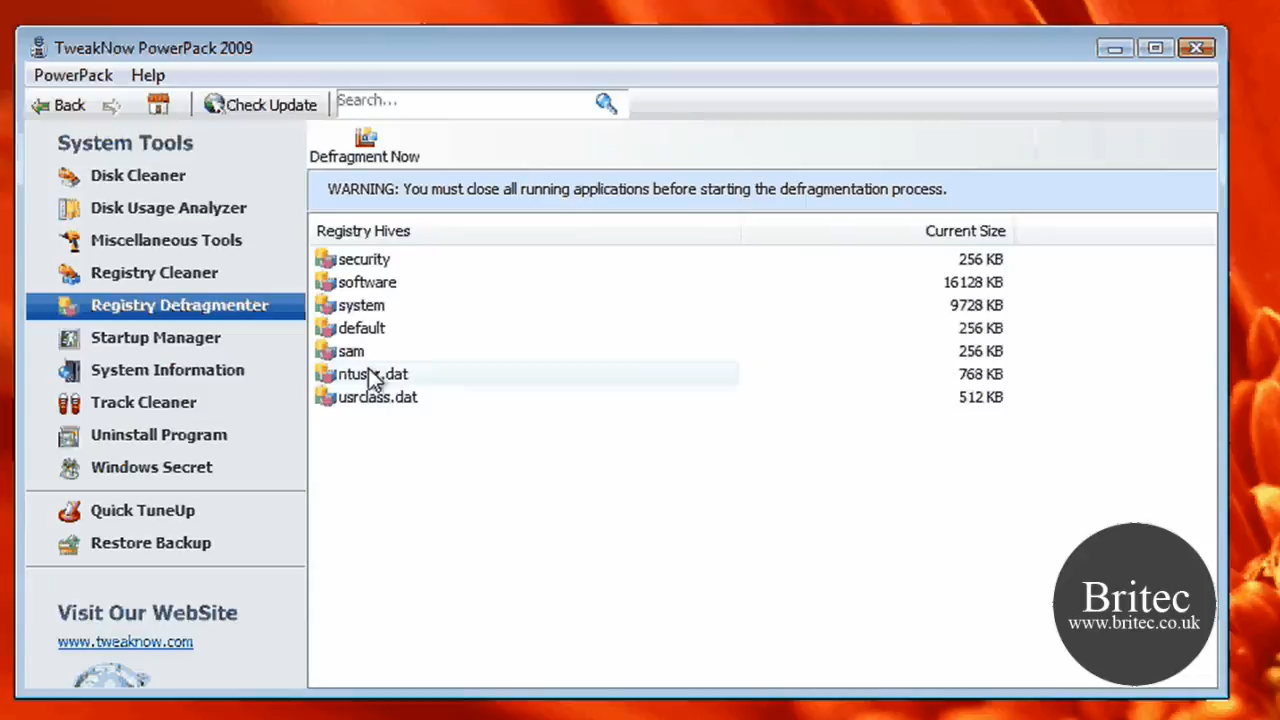 TweakNow PowerPack 2009
PowerPack Help
Back Check Update Search...
System Tools
Disk Cleaner
Disk Usage Analyzer
Miscellaneous Tools
Registry Cleaner
Registry Defragmenter
Startup Manager
System Information
Track Cleaner
Uninstall Program
Windows Secret
Quick TuneUp
Restore Backup
Visit Our WebSite
www.tweaknow.com
Defragment Now
WARNING: You must close all running applications before starting the defragmentation process.
Registry Hives Current Size
security 256 KB
software 16128 KB
system 9728 KB
default 256 KB
sam 256 KB
ntuser.dat 768 KB
usrclass.dat 512 KB
Britec
www.britec.co.uk